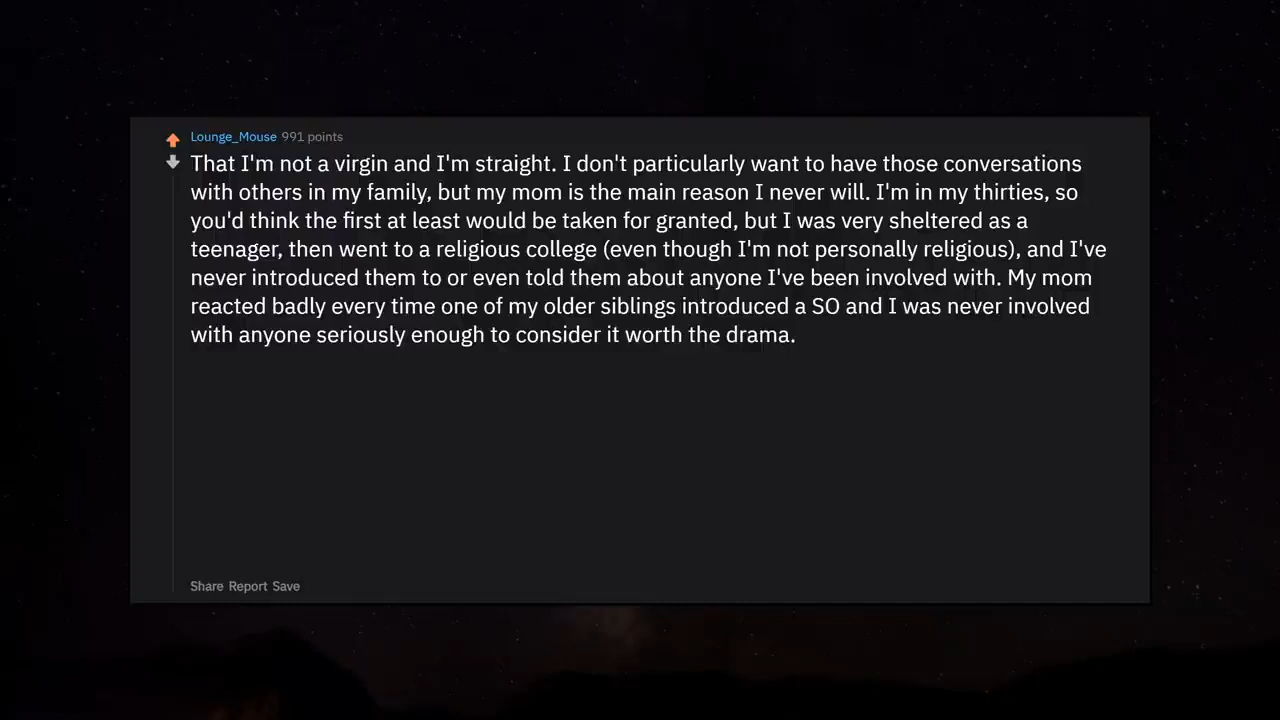 Lounge_Mouse 991 points
That I'm not a virgin and I'm straight. I don't particularly want to have those conversations
with others in my family, but my mom is the main reason I never will. I'm in my thirties, so
you'd think the first at least would be taken for granted, but I was very sheltered as a
teenager, then went to a religious college (even though I'm not personally religious), and I've
never introduced them to or even told them about anyone I've been involved with. My mom
reacted badly every time one of my older siblings introduced a SO and I was never involved
with anyone seriously enough to consider it worth the drama.
Share Report Save